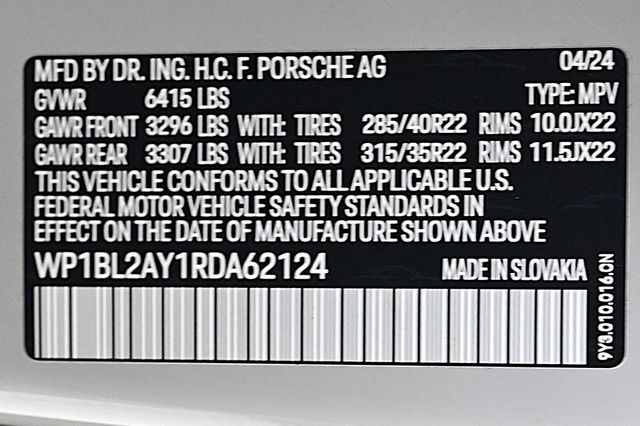 MFD BY DR. ING. H.C. F. PORSCHE AG 04/24
GVWR 6415 LBS TYPE: MPV
GAWR FRONT 3296 LBS WITH: TIRES 285/40R22 RIMS 10.0JX22
GAWR REAR 3307 LBS WITH: TIRES 315/35R22 RIMS 11.5JX22
THIS VEHICLE CONFORMS TO ALL APPLICABLE U.S.
FEDERAL MOTOR VEHICLE SAFETY STANDARDS IN
EFFECT ON THE DATE OF MANUFACTURE SHOWN ABOVE
WP1BL2AY1RDA62124 MADE IN SLOVAKIA
9Y3.010.016.0N